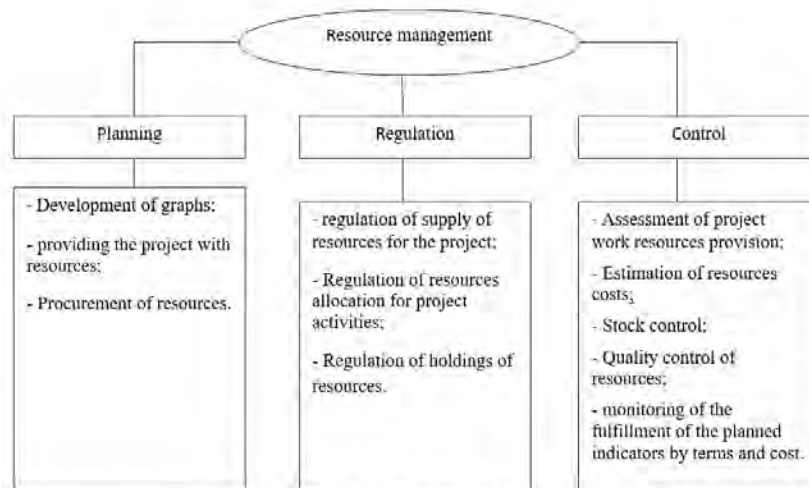 Resource management
Planning
Regulation
Control
- Development of graphs;
- providing the project with
resources;
- Procurement of resources.
- regulation of supply of
resources for the project;
- Regulation of resources
allocation for project
activities;
- Regulation of holdings of
resources.
- Assessment of project
work resources provision;
- Estimation of resources
costs;
- Stock control;
- Quality control of
resources;
- monitoring of the
fulfillment of the planned
indicators by terms and cost.